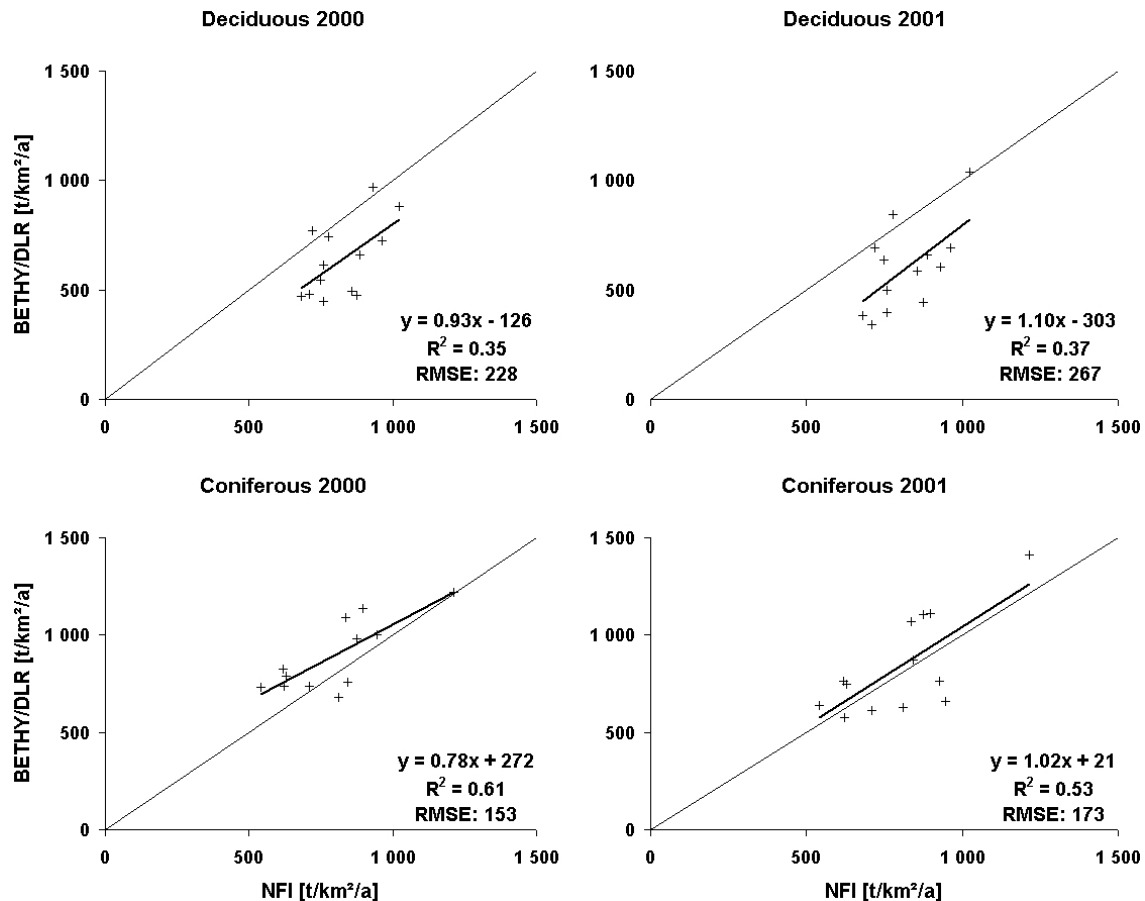 Deciduous 2000
1 500
1 000
500
0
BETHY/DLR [t/km²/a]
y = 0.93x - 126
R² = 0.35
RMSE: 228
0 500 1 000 1 500
Deciduous 2001
1 500
1 000
500
0
y = 1.10x - 303
R² = 0.37
RMSE: 267
0 500 1 000 1 500
Coniferous 2000
1 500
1 000
500
0
BETHY/DLR [t/km²/a]
y = 0.78x + 272
R² = 0.61
RMSE: 153
0 500 1 000 1 500
NFI [t/km²/a]
Coniferous 2001
1 500
1 000
500
0
y = 1.02x + 21
R² = 0.53
RMSE: 173
0 500 1 000 1 500
NFI [t/km²/a]